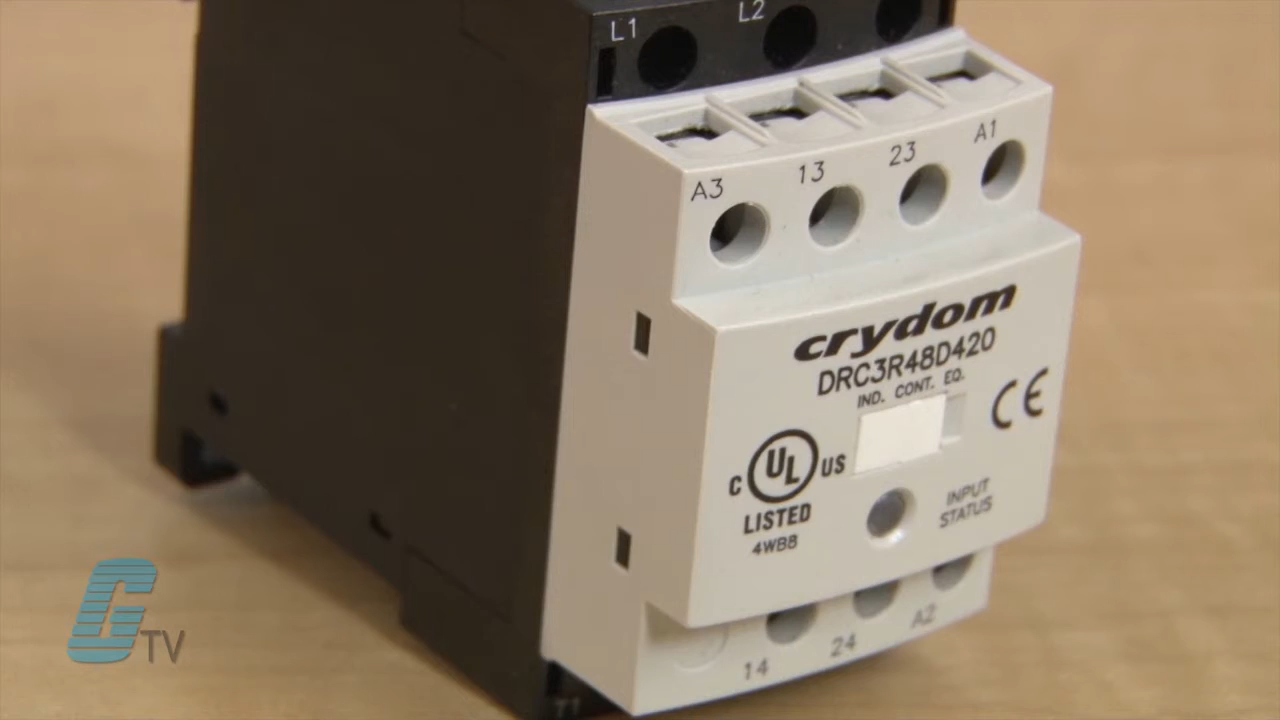 L1 L2
A3 13 23 A1
crydom
DRC3R48D420
IND. CONT. EQ.
CE
C UL US
LISTED
4WB8
INPUT
STATUS
14 24 A2
T1
G TV